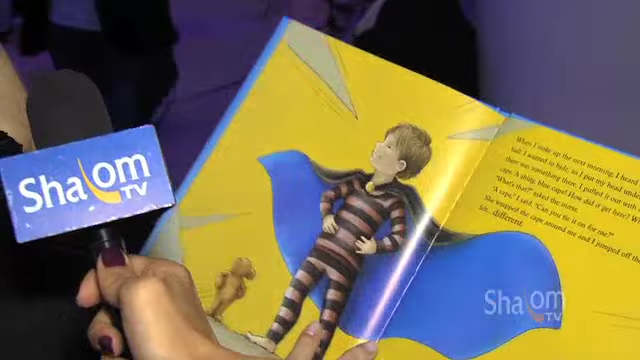 Shalom
TV
When I woke up the next morning, I heard
hall. I wanted to hide, so I put my head under
there was something there. I pulled it out with
cape. A shiny, blue cape! How did it get here?
"What's that?" asked the nurse.
"A cape," I said. "Can you tie it on for me?"
She wrapped the cape around me and I jumped off the
felt...different.
Shalom
TV